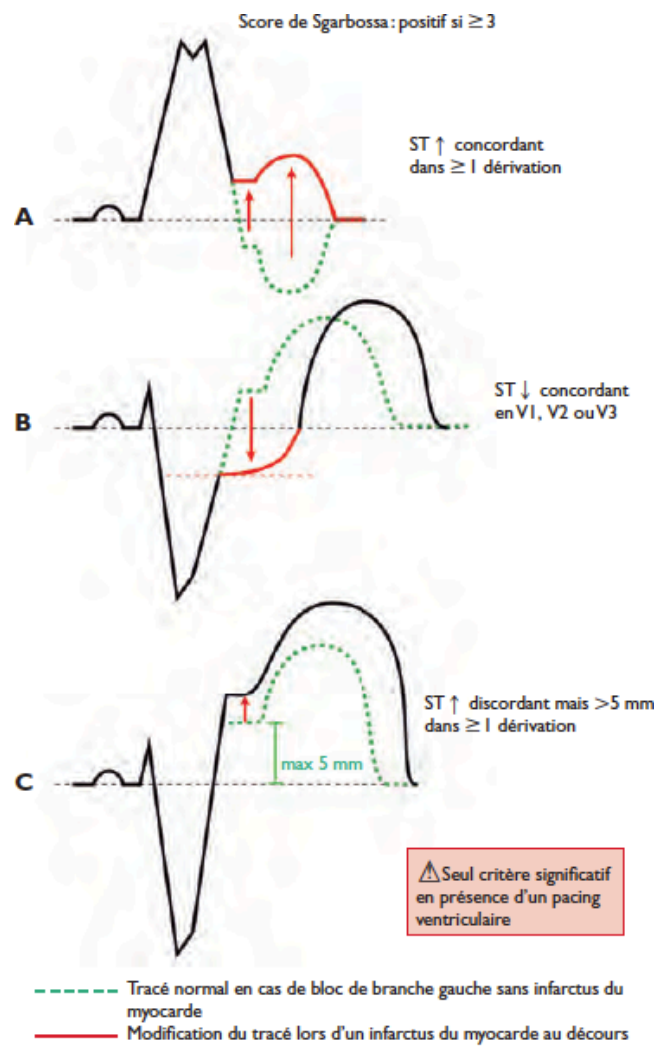 Score de Sgarbossa : positif si ≥ 3
ST ↑ concordant
dans ≥ 1 dérivation
A
ST ↓ concordant
en V1, V2 ou V3
B
ST ↑ discordant mais >5 mm
dans ≥ 1 dérivation
max 5 mm
C
⚠Seul critère significatif
en présence d'un pacing
ventriculaire
Tracé normal en cas de bloc de branche gauche sans infarctus du
myocarde
Modification du tracé lors d'un infarctus du myocarde au décours